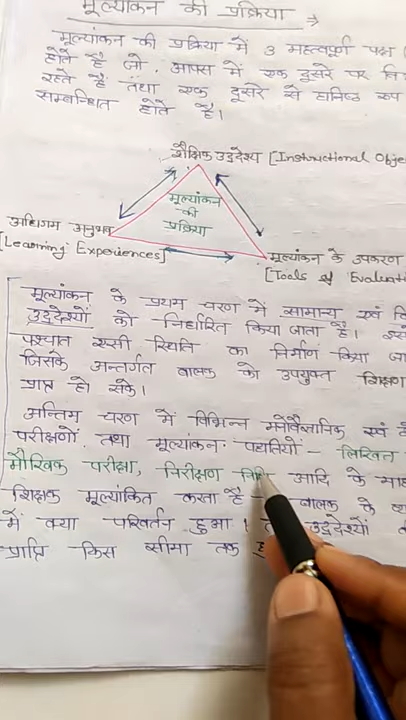 मूल्यांकन की प्रक्रिया
मूल्यांकन की प्रक्रिया में 3 महत्वपूर्ण पक्ष
होते हैं जो आपस में एक दूसरे पर
रहते हैं तथा एक दूसरे से घनिष्ठ रूप
सम्बन्धित होते हैं।
शैक्षिक उद्देश्य [Instructional Obje
मूल्यांकन
की
प्रक्रिया
अधिगम अनुभव
[Learning Experiences]
मूल्यांकन के उपकरण
[Tools of Evaluati
मूल्यांकन के प्रथम चरण में सामान्य एवं
उद्देश्यों को निर्धारित किया जाता है।
पश्चात ऐसी स्थिति का निर्माण किया
जिसके अन्तर्गत बालक को उपयुक्त शिक्षण
प्राप्त हो सके।
अन्तिम चरण में विभिन्न मनोवैज्ञानिक एवं
परीक्षणों तथा मूल्यांकन पद्धतियों - लिखित
मौखिक परीक्षा, निरीक्षण आदि के
शिक्षक मूल्यांकित करता है बालक के
में क्या परिवर्तन हुआ। उद्देश्यों
प्राप्ति किस सीमा तक